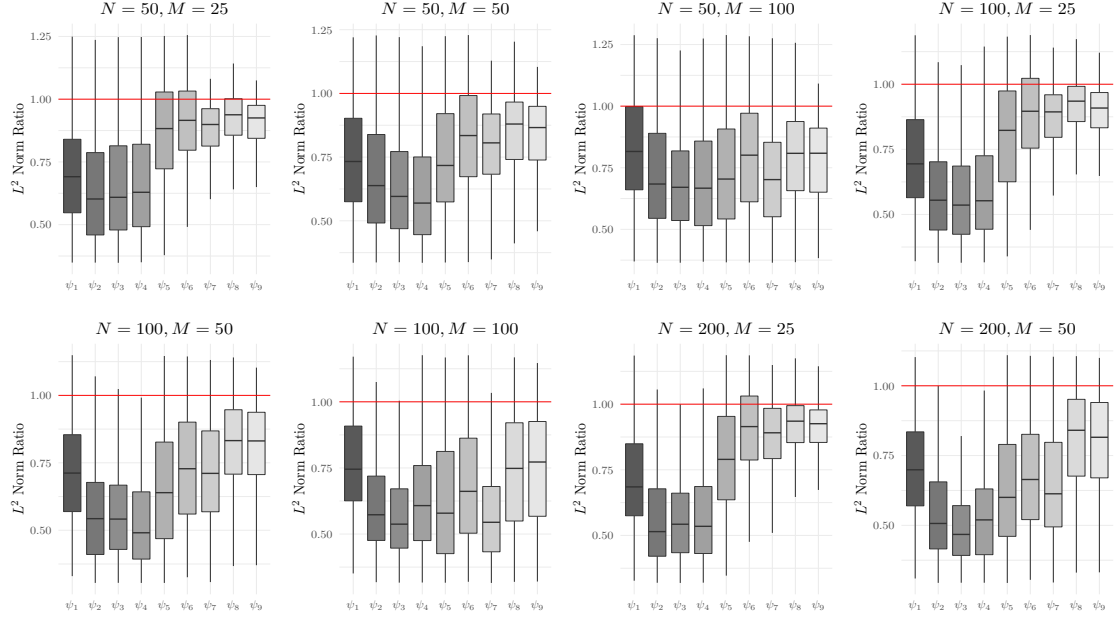 N = 50, M = 25
N = 50, M = 50
N = 50, M = 100
N = 100, M = 25
L² Norm Ratio
1.25
1.00
0.75
0.50
ψ₁ ψ₂ ψ₃ ψ₄ ψ₅ ψ₆ ψ₇ ψ₈ ψ₉
L² Norm Ratio
1.25
1.00
0.75
0.50
ψ₁ ψ₂ ψ₃ ψ₄ ψ₅ ψ₆ ψ₇ ψ₈ ψ₉
L² Norm Ratio
1.25
1.00
0.75
0.50
ψ₁ ψ₂ ψ₃ ψ₄ ψ₅ ψ₆ ψ₇ ψ₈ ψ₉
L² Norm Ratio
1.00
0.75
0.50
ψ₁ ψ₂ ψ₃ ψ₄ ψ₅ ψ₆ ψ₇ ψ₈ ψ₉
N = 100, M = 50
N = 100, M = 100
N = 200, M = 25
N = 200, M = 50
L² Norm Ratio
1.00
0.75
0.50
ψ₁ ψ₂ ψ₃ ψ₄ ψ₅ ψ₆ ψ₇ ψ₈ ψ₉
L² Norm Ratio
1.00
0.75
0.50
ψ₁ ψ₂ ψ₃ ψ₄ ψ₅ ψ₆ ψ₇ ψ₈ ψ₉
L² Norm Ratio
1.00
0.75
0.50
ψ₁ ψ₂ ψ₃ ψ₄ ψ₅ ψ₆ ψ₇ ψ₈ ψ₉
L² Norm Ratio
1.00
0.75
0.50
ψ₁ ψ₂ ψ₃ ψ₄ ψ₅ ψ₆ ψ₇ ψ₈ ψ₉